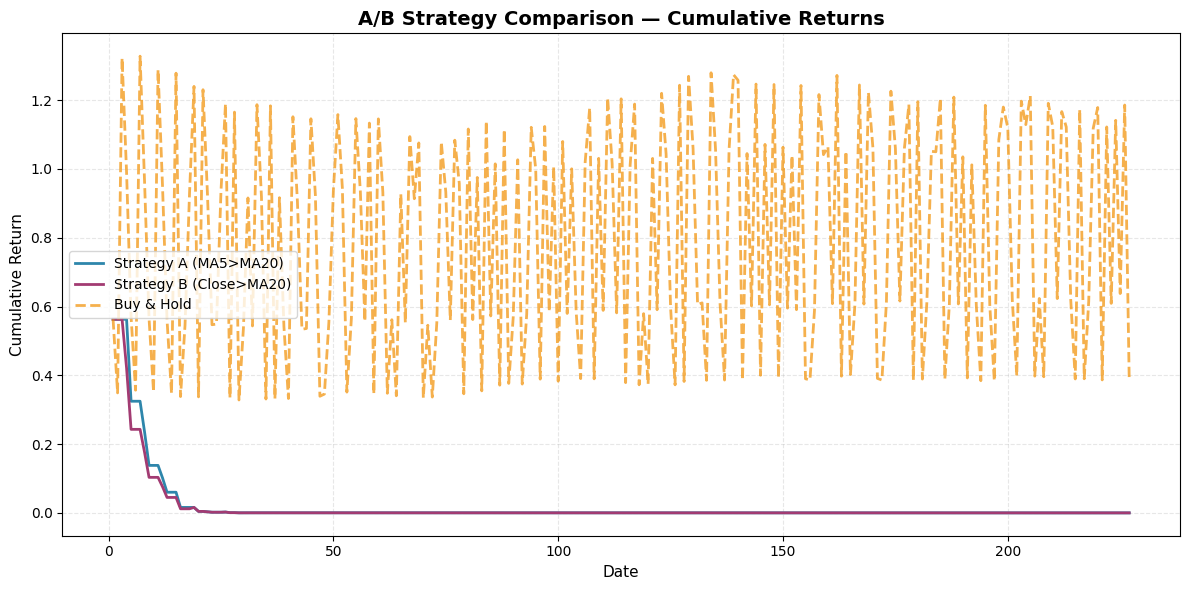 A/B Strategy Comparison — Cumulative Returns
Cumulative Return
1.2
1.0
0.8
0.6
0.4
0.2
0.0
Strategy A (MA5>MA20)
Strategy B (Close>MA20)
Buy & Hold
0
50
100
150
200
Date